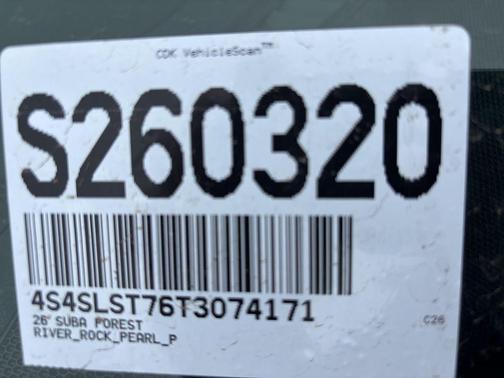 CDK VehicleScan™
S260320
4S4SLST76T3074171
26 SUBA FOREST
RIVER_ROCK_PEARL_P
C26